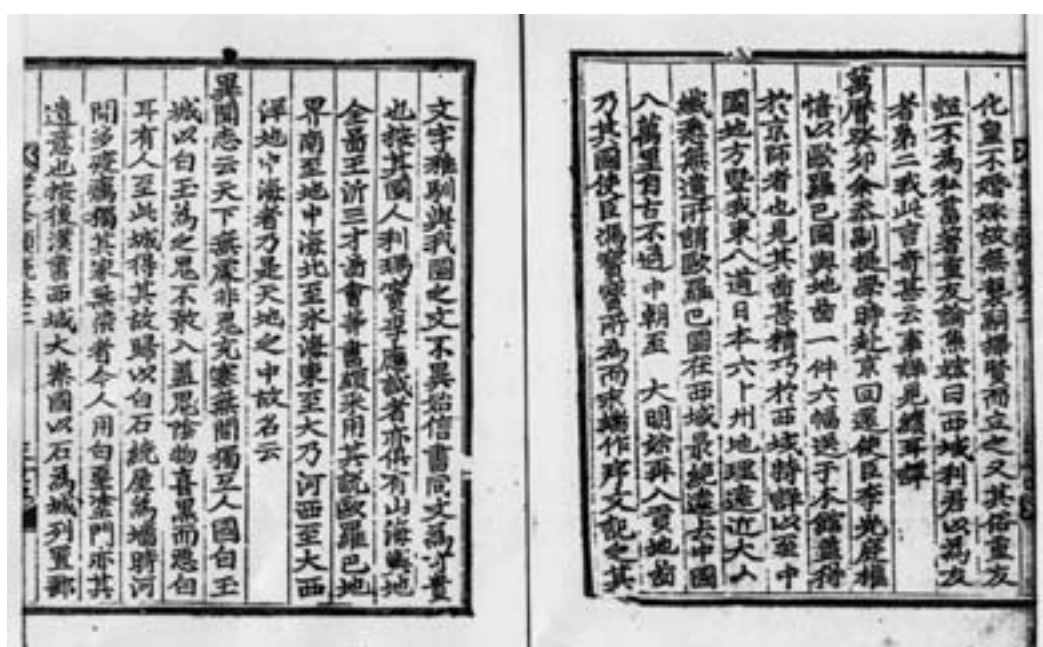 化皇不婚娶故無襲嗣擇賢而立之又其俗重友
誼不爲私蓄著重友論焦竑曰西域利君以爲友
者第二我此言奇甚云事詳見續耳譚
萬曆癸卯余忝副提學時赴京回還使臣李光庭權
憘以歐羅巴國輿地啚一件六幅送于本館蓋得
於京師者也見其啚甚精巧於西域特詳以至中
國地方曁我東八道日本六十州地理遠近大小
纖悉無遺所謂歐羅巴國在西域最絶遠去中國
八萬里自古不通中朝至 大明始再入貢地啚
乃其國使臣馮寶寶所爲而末端作序文記之其
文字雅馴與我國之文不異始信書同文爲可貴
也按其國人利瑪竇李應誠者亦俱有山海輿地
全啚王沂三才啚會等書頗采用其說歐羅巴地
界南至地中海北至氷海東至大乃河西至大西
洋地中海者乃是天地之中故名云
異聞志云天下無處非鬼充塞無間獨互人國白玉
城以白玉爲之鬼不敢入蓋鬼陰物喜黑而惡白
耳有人至此城得其故歸以白石繞屋爲墻時河
間多疫癘獨其家無染者今人用白堊塗門亦其
遺意也按後漢書西域大秦國以石爲城列置郵